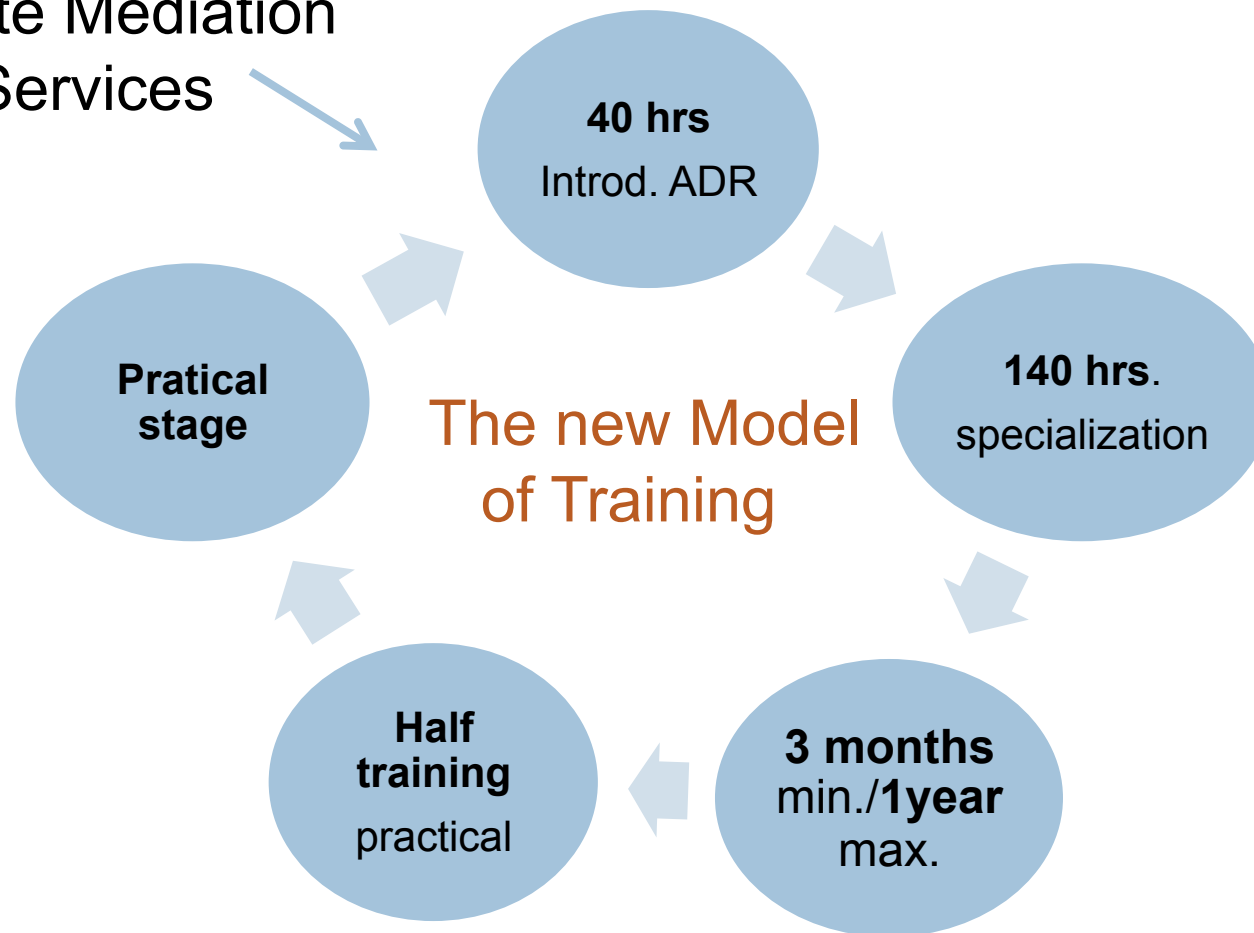 Mediation
Services
40 hrs
Introd. ADR
140 hrs.
specialization
3 months
min./1year
max.
Half
training
practical
Pratical
stage
The new Model
of Training